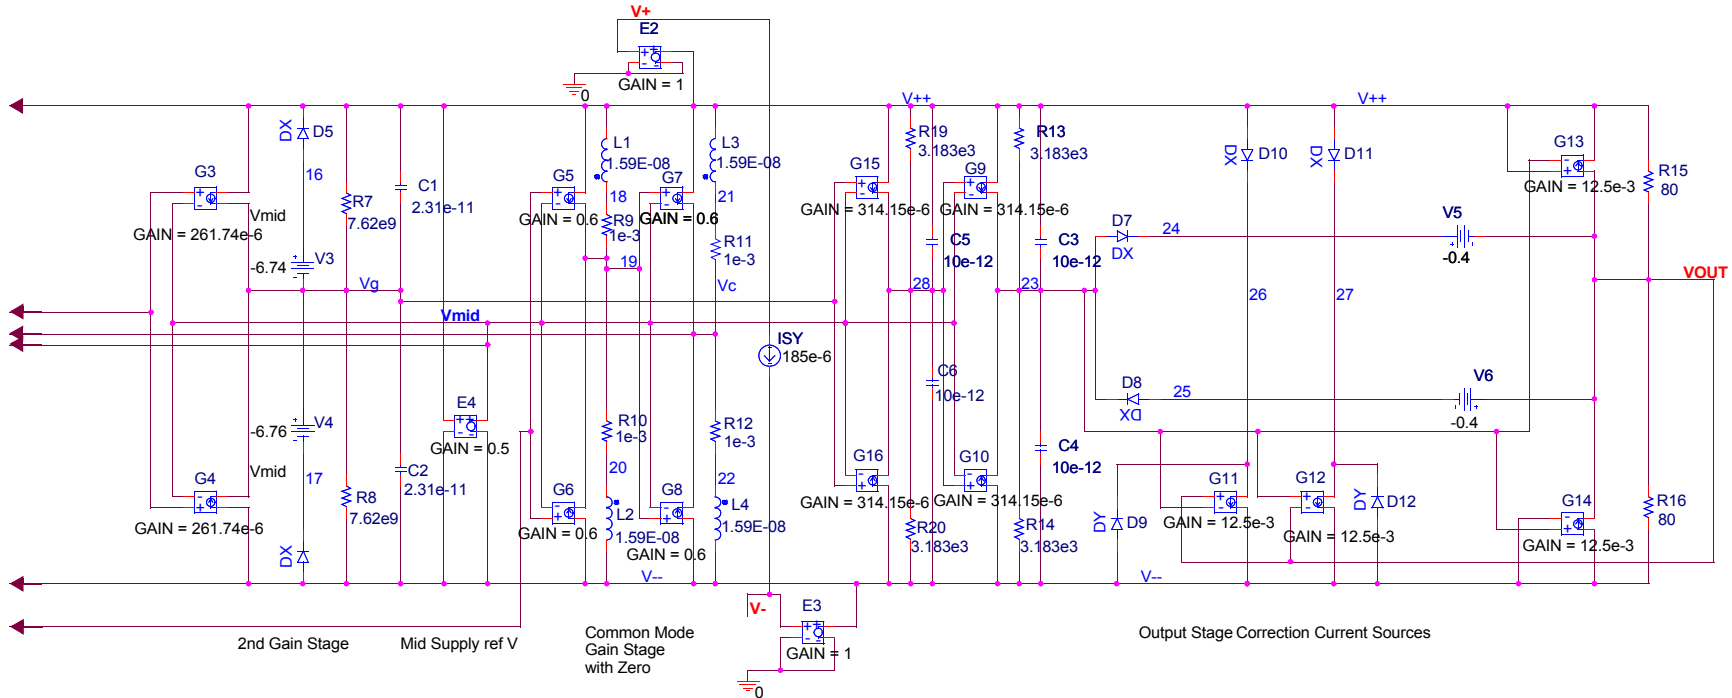 V+
E2
GAIN = 1
0
V++
V++
DX
D5
16
G3
Vmid
GAIN = 261.74e-6
R7
7.62e9
C1
2.31e-11
-6.74
V3
Vg
L1
1.59E-08
L3
1.59E-08
G5
18
G7
21
GAIN = 0.6
R9
1e-3
GAIN = 0.6
R11
1e-3
19
Vc
R19
3.183e3
R13
3.183e3
G15
G9
GAIN = 314.15e-6
GAIN = 314.15e-6
C5
10e-12
C3
10e-12
28
23
DX
D10
DX
D11
G13
GAIN = 12.5e-3
R15
80
D7
DX
24
V5
-0.4
VOUT
26
27
Vmid
ISY
185e-6
C6
10e-12
D8
DX
25
V6
-0.4
-6.76
V4
E4
GAIN = 0.5
R10
1e-3
R12
1e-3
C4
10e-12
Vmid
17
G4
GAIN = 261.74e-6
R8
7.62e9
C2
2.31e-11
20
22
G6
G8
L2
1.59E-08
L4
1.59E-08
GAIN = 0.6
GAIN = 0.6
G16
G10
GAIN = 314.15e-6
GAIN = 314.15e-6
R20
3.183e3
R14
3.183e3
G11
GAIN = 12.5e-3
G12
GAIN = 12.5e-3
DY
D9
DY
D12
G14
GAIN = 12.5e-3
R16
80
DX
V--
V--
V-
E3
GAIN = 1
0
2nd Gain Stage
Mid Supply ref V
Common Mode
Gain Stage
with Zero
Output Stage Correction Current Sources